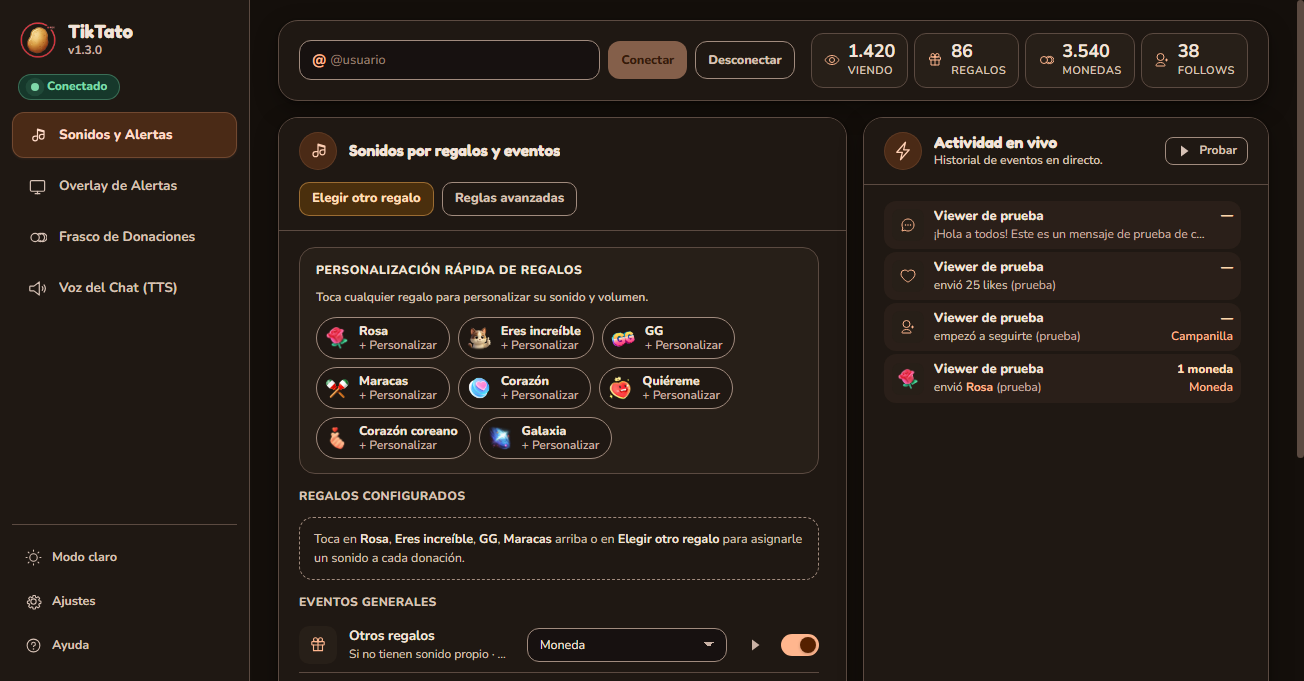 TikTato
v1.3.0
Conectado
Sonidos y Alertas
Overlay de Alertas
Frasco de Donaciones
Voz del Chat (TTS)
Modo claro
Ajustes
Ayuda
@ @usuario
Conectar
Desconectar
1.420
VIENDO
86
REGALOS
3.540
MONEDAS
38
FOLLOWS
Sonidos por regalos y eventos
Elegir otro regalo
Reglas avanzadas
PERSONALIZACIÓN RÁPIDA DE REGALOS
Toca cualquier regalo para personalizar su sonido y volumen.
Rosa
+ Personalizar
Eres increíble
+ Personalizar
GG
+ Personalizar
Maracas
+ Personalizar
Corazón
+ Personalizar
Quiéreme
+ Personalizar
Corazón coreano
+ Personalizar
Galaxia
+ Personalizar
REGALOS CONFIGURADOS
Toca en Rosa, Eres increíble, GG, Maracas arriba o en Elegir otro regalo para asignarle
un sonido a cada donación.
EVENTOS GENERALES
Otros regalos
Si no tienen sonido propio · ...
Moneda
Actividad en vivo
Historial de eventos en directo.
Probar
Viewer de prueba —
¡Hola a todos! Este es un mensaje de prueba de c...
Viewer de prueba —
envió 25 likes (prueba)
Viewer de prueba —
empezó a seguirte (prueba) Campanilla
Viewer de prueba 1 moneda
envió Rosa (prueba) Moneda